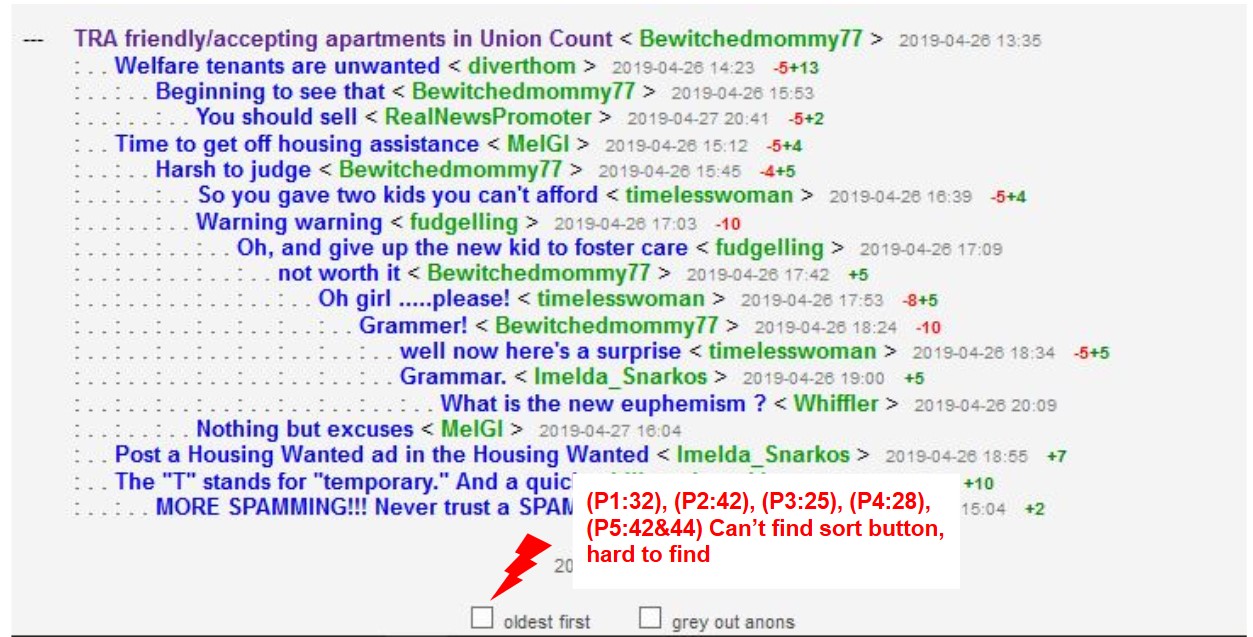 --- TRA friendly/accepting apartments in Union Count < Bewitchedmommy77 > 2019-04-26 13:35
: . . Welfare tenants are unwanted < diverthom > 2019-04-26 14:23 -5+13
: . . : . . Beginning to see that < Bewitchedmommy77 > 2019-04-26 15:53
: . . : . . : . . You should sell < RealNewsPromoter > 2019-04-27 20:41 -5+2
: . . Time to get off housing assistance < MelGl > 2019-04-26 15:12 -5+4
: . . : . . Harsh to judge < Bewitchedmommy77 > 2019-04-26 15:45 -4+5
: . . : . . : . . So you gave two kids you can't afford < timelesswoman > 2019-04-26 16:39 -5+4
: . . : . . : . . Warning warning < fudgelling > 2019-04-26 17:03 -10
: . . : . . : . . : . . Oh, and give up the new kid to foster care < fudgelling > 2019-04-26 17:09
: . . : . . : . . : . . : . . not worth it < Bewitchedmommy77 > 2019-04-26 17:42 +5
: . . : . . : . . : . . : . . : . . Oh girl .....please! < timelesswoman > 2019-04-26 17:53 -8+5
: . . : . . : . . : . . : . . : . . : . . Grammer! < Bewitchedmommy77 > 2019-04-26 18:24 -10
: . . : . . : . . : . . : . . : . . : . . : . . well now here's a surprise < timelesswoman > 2019-04-26 18:34 -5+5
: . . : . . : . . : . . : . . : . . : . . : . . Grammar. < Imelda_Snarkos > 2019-04-26 19:00 +5
: . . : . . : . . : . . : . . : . . : . . : . . : . . What is the new euphemism ? < Whiffler > 2019-04-26 20:09
: . . : . . : . . Nothing but excuses < MelGl > 2019-04-27 16:04
: . . Post a Housing Wanted ad in the Housing Wanted < Imelda_Snarkos > 2019-04-26 18:55 +7
: . . The "T" stands for "temporary." And a quic +10
: . . : . . MORE SPAMMING!!! Never trust a SPAM 15:04 +2
(P1:32), (P2:42), (P3:25), (P4:28),
(P5:42&44) Can't find sort button,
hard to find
20
oldest first grey out anons